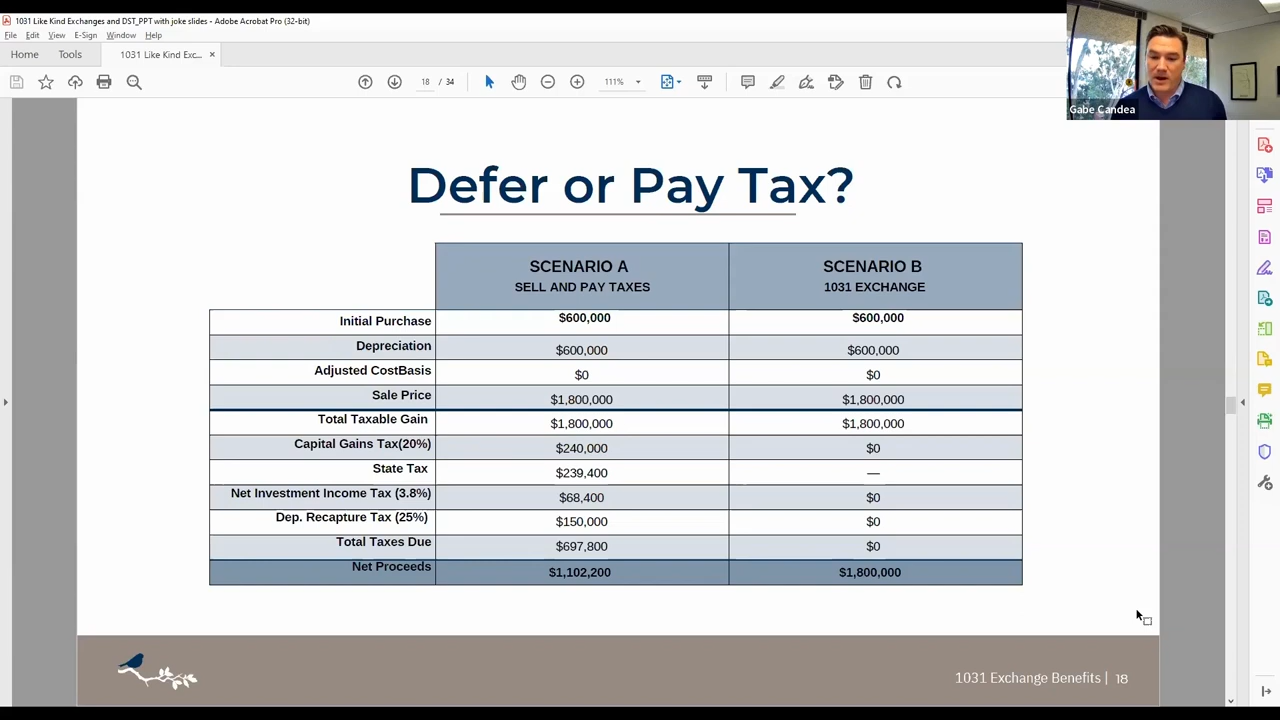 1031 Like Kind Exchanges and DST_PPT with joke slides - Adobe Acrobat Pro (32-bit)
File Edit View E-Sign Window Help
Home Tools 1031 Like Kind Exc... ×
18 / 34 111%
Gabe Candea
Defer or Pay Tax?
SCENARIO A SCENARIO B
SELL AND PAY TAXES 1031 EXCHANGE
Initial Purchase $600,000 $600,000
Depreciation $600,000 $600,000
Adjusted CostBasis $0 $0
Sale Price $1,800,000 $1,800,000
Total Taxable Gain $1,800,000 $1,800,000
Capital Gains Tax(20%) $240,000 $0
State Tax $239,400 —
Net Investment Income Tax (3.8%) $68,400 $0
Dep. Recapture Tax (25%) $150,000 $0
Total Taxes Due $697,800 $0
Net Proceeds $1,102,200 $1,800,000
1031 Exchange Benefits | 18